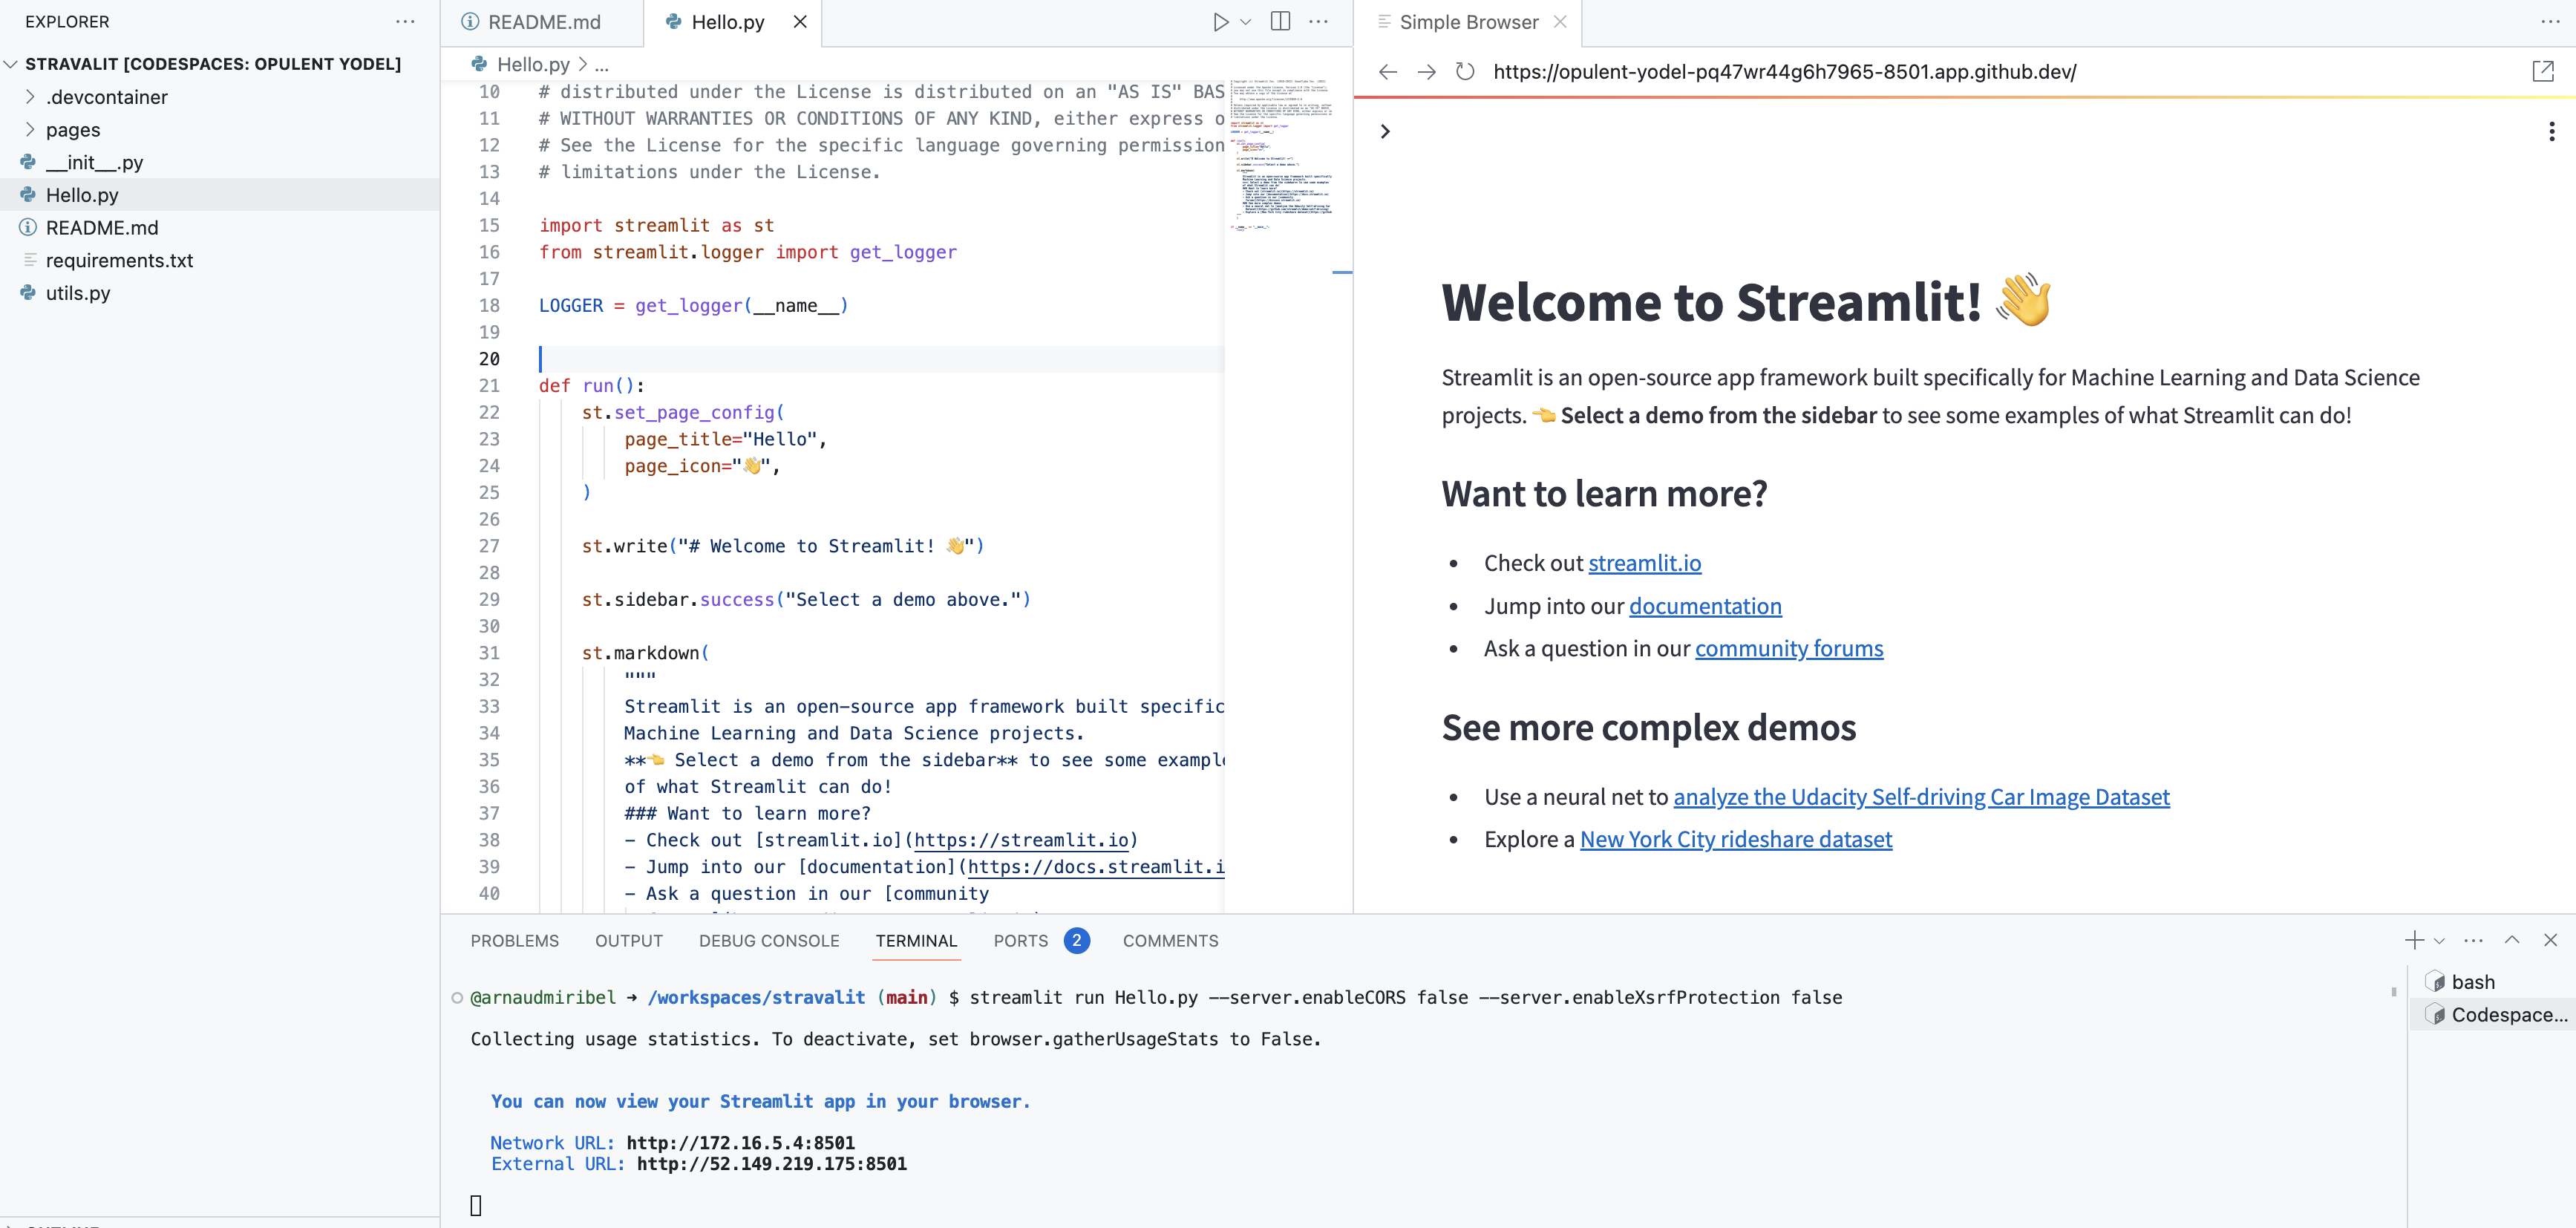 EXPLORER
STRAVALIT [CODESPACES: OPULENT YODEL]
.devcontainer
pages
__init__.py
Hello.py
README.md
requirements.txt
utils.py
README.md
Hello.py
Hello.py > ...
10 # distributed under the License is distributed on an "AS IS" BAS
11 # WITHOUT WARRANTIES OR CONDITIONS OF ANY KIND, either express o
12 # See the License for the specific language governing permission
13 # limitations under the License.
14
15 import streamlit as st
16 from streamlit.logger import get_logger
17
18 LOGGER = get_logger(__name__)
19
20
21 def run():
22 st.set_page_config(
23 page_title="Hello",
24 page_icon="👋",
25 )
26
27 st.write("# Welcome to Streamlit! 👋")
28
29 st.sidebar.success("Select a demo above.")
30
31 st.markdown(
32 """
33 Streamlit is an open-source app framework built specific
34 Machine Learning and Data Science projects.
35 **👈 Select a demo from the sidebar** to see some example
36 of what Streamlit can do!
37 ### Want to learn more?
38 - Check out [streamlit.io](https://streamlit.io)
39 - Jump into our [documentation](https://docs.streamlit.i
40 - Ask a question in our [community
Simple Browser
https://opulent-yodel-pq47wr44g6h7965-8501.app.github.dev/
Welcome to Streamlit! 👋
Streamlit is an open-source app framework built specifically for Machine Learning and Data Science
projects. 👈 Select a demo from the sidebar to see some examples of what Streamlit can do!
Want to learn more?
• Check out streamlit.io
• Jump into our documentation
• Ask a question in our community forums
See more complex demos
• Use a neural net to analyze the Udacity Self-driving Car Image Dataset
• Explore a New York City rideshare dataset
PROBLEMS OUTPUT DEBUG CONSOLE TERMINAL PORTS 2 COMMENTS
@arnaudmiribel → /workspaces/stravalit (main) $ streamlit run Hello.py --server.enableCORS false --server.enableXsrfProtection false
Collecting usage statistics. To deactivate, set browser.gatherUsageStats to False.
You can now view your Streamlit app in your browser.
Network URL: http://172.16.5.4:8501
External URL: http://52.149.219.175:8501
bash
Codespace...